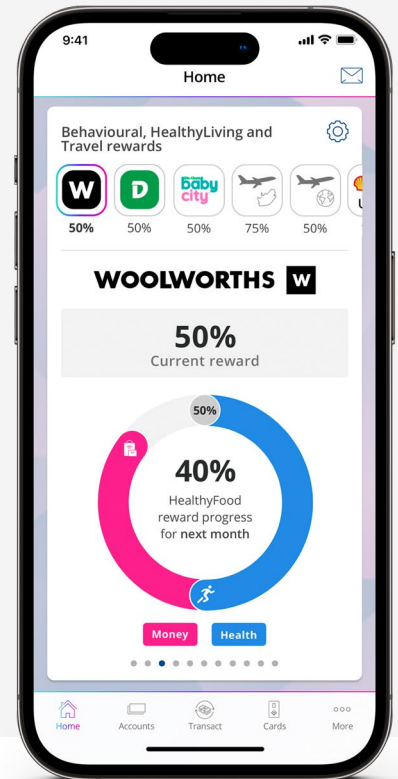 9:41
Home
Behavioural, HealthyLiving and
Travel rewards
W
D
baby
city
50%
50%
50%
75%
50%
WOOLWORTHS W
50%
Current reward
50%
40%
HealthyFood
reward progress
for next month
Money
Health
Home
Accounts
Transact
Cards
More